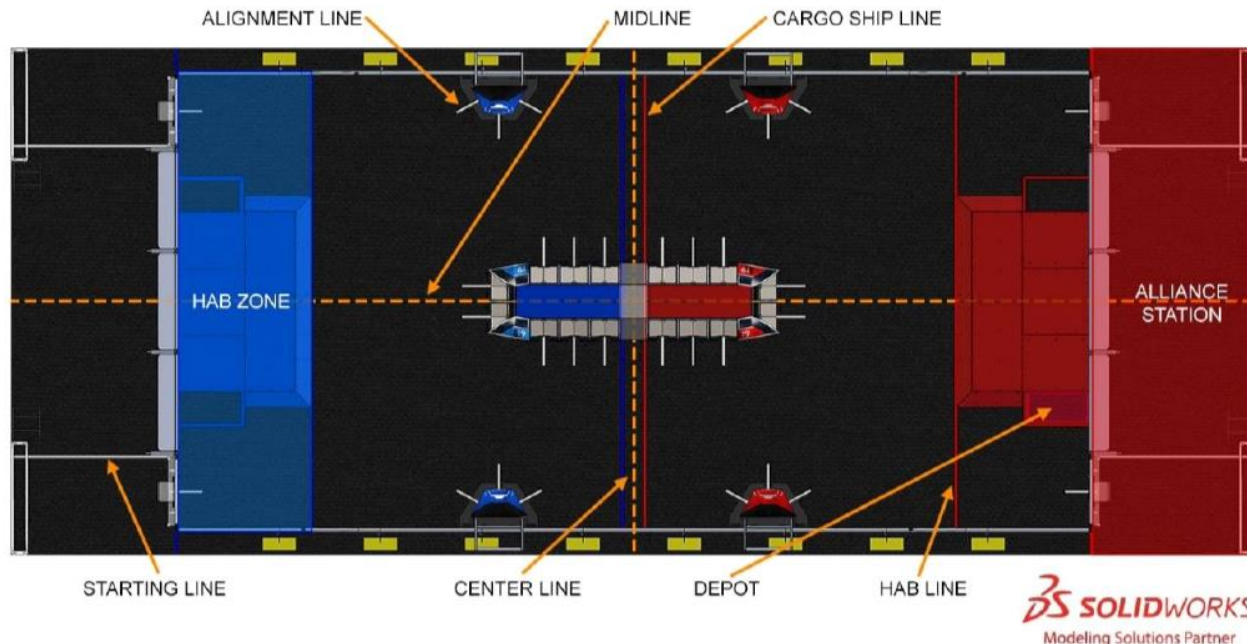 ALIGNMENT LINE
MIDLINE
CARGO SHIP LINE
HAB ZONE
ALLIANCE
STATION
STARTING LINE
CENTER LINE
DEPOT
HAB LINE
SOLIDWORKS
Modeling Solutions Partner